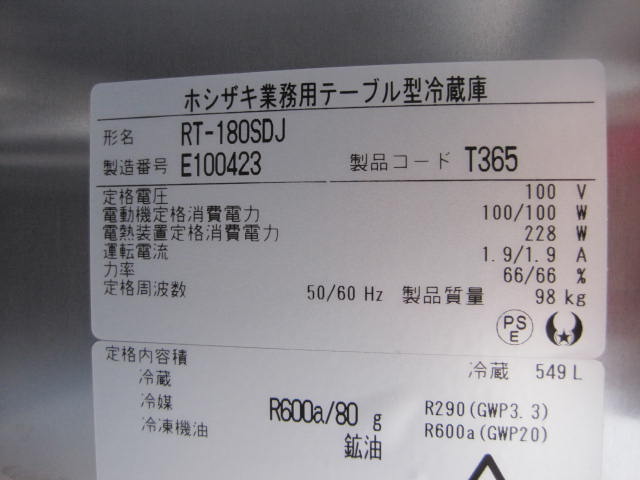 ホシザキ業務用テーブル型冷蔵庫
形名 RT-180SDJ
製造番号 E100423 製品コード T365
定格電圧 100 V
電動機定格消費電力 100/100 W
電熱装置定格消費電力 228 W
運転電流 1.9/1.9 A
力率 66/66 %
定格周波数 50/60 Hz 製品質量 98 kg
PS
E
定格内容積
冷蔵 冷蔵 549 L
冷媒 R600a/80 g R290(GWP3.3)
冷凍機油 鉱油 R600a(GWP20)